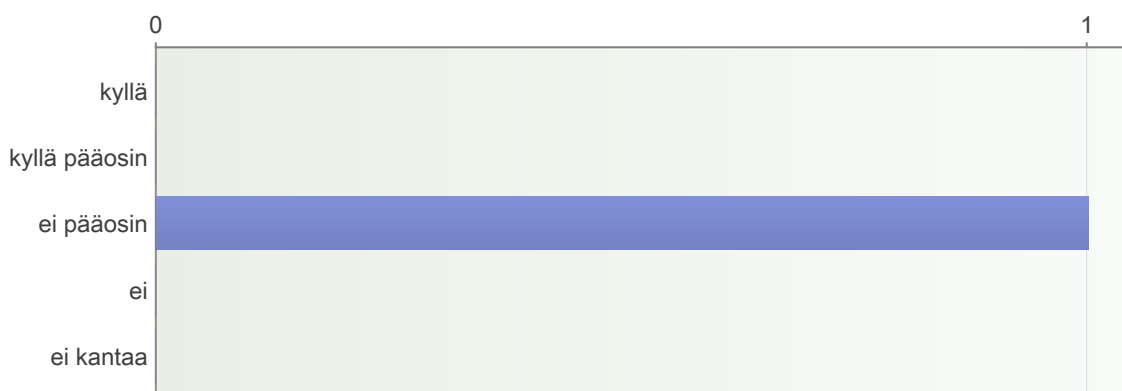 0 1
kyllä
kyllä pääosin
ei pääosin
ei
ei kantaa